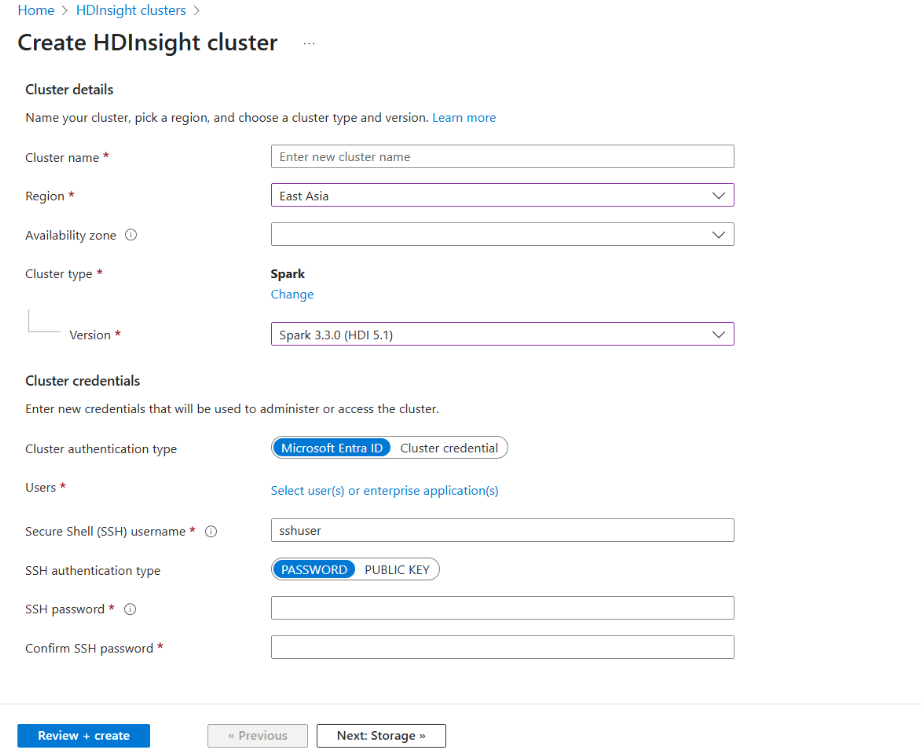 Home > HDInsight clusters >
Create HDInsight cluster ...
Cluster details
Name your cluster, pick a region, and choose a cluster type and version. Learn more
Cluster name * Enter new cluster name
Region * East Asia
Availability zone
Cluster type * Spark
Change
Version * Spark 3.3.0 (HDI 5.1)
Cluster credentials
Enter new credentials that will be used to administer or access the cluster.
Cluster authentication type Microsoft Entra ID Cluster credential
Users * Select user(s) or enterprise application(s)
Secure Shell (SSH) username * sshuser
SSH authentication type PASSWORD PUBLIC KEY
SSH password *
Confirm SSH password *
Review + create « Previous Next: Storage »